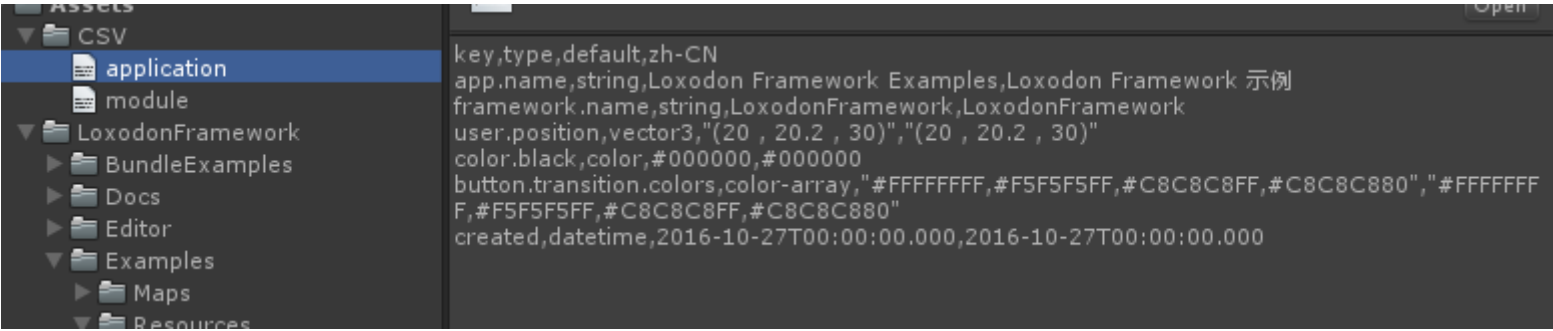 Assets
CSV
application
module
LoxodonFramework
BundleExamples
Docs
Editor
Examples
Maps
Resources
Open
key,type,default,zh-CN
app.name,string,Loxodon Framework Examples,Loxodon Framework 示例
framework.name,string,LoxodonFramework,LoxodonFramework
user.position,vector3,"(20 , 20.2 , 30)","(20 , 20.2 , 30)"
color.black,color,#000000,#000000
button.transition.colors,color-array,"#FFFFFFFF,#F5F5F5FF,#C8C8C8FF,#C8C8C880","#FFFFFFF
F,#F5F5F5FF,#C8C8C8FF,#C8C8C880"
created,datetime,2016-10-27T00:00:00.000,2016-10-27T00:00:00.000